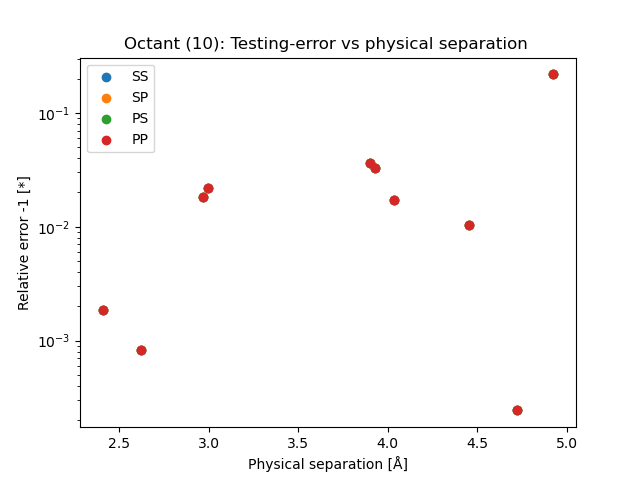 Octant (10): Testing-error vs physical separation
SS
SP
PS
PP
10⁻¹
10⁻²
10⁻³
Relative error -1 [*]
2.5 3.0 3.5 4.0 4.5 5.0
Physical separation [Å]